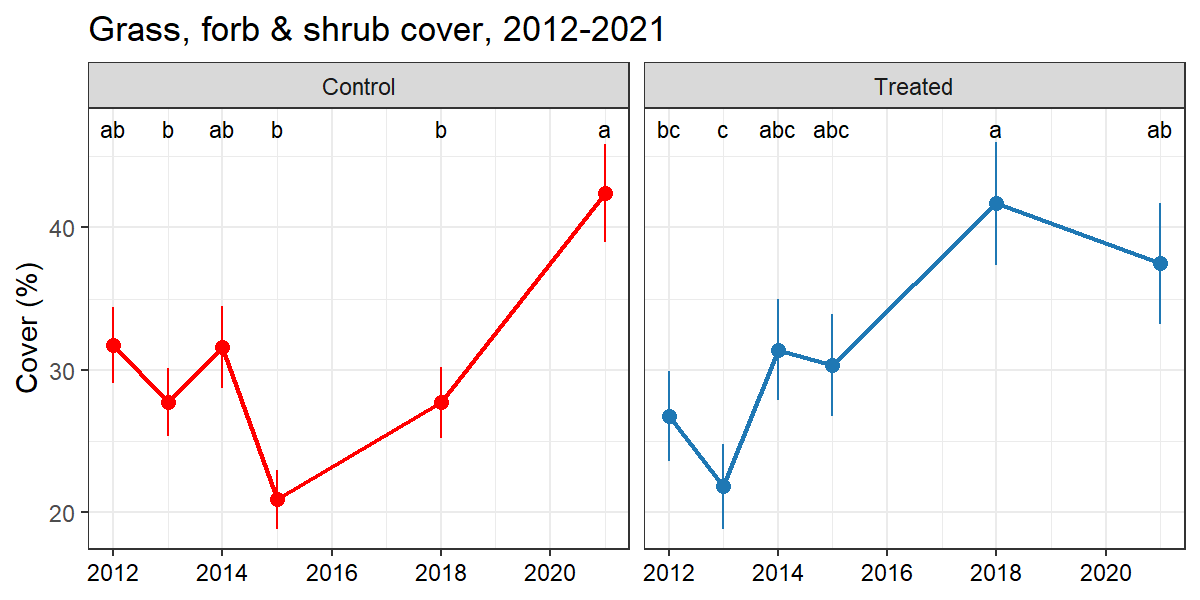 Grass, forb & shrub cover, 2012-2021
Control
Treated
ab b ab b b a
bc c abc abc a ab
Cover (%)
40
30
20
2012 2014 2016 2018 2020
2012 2014 2016 2018 2020